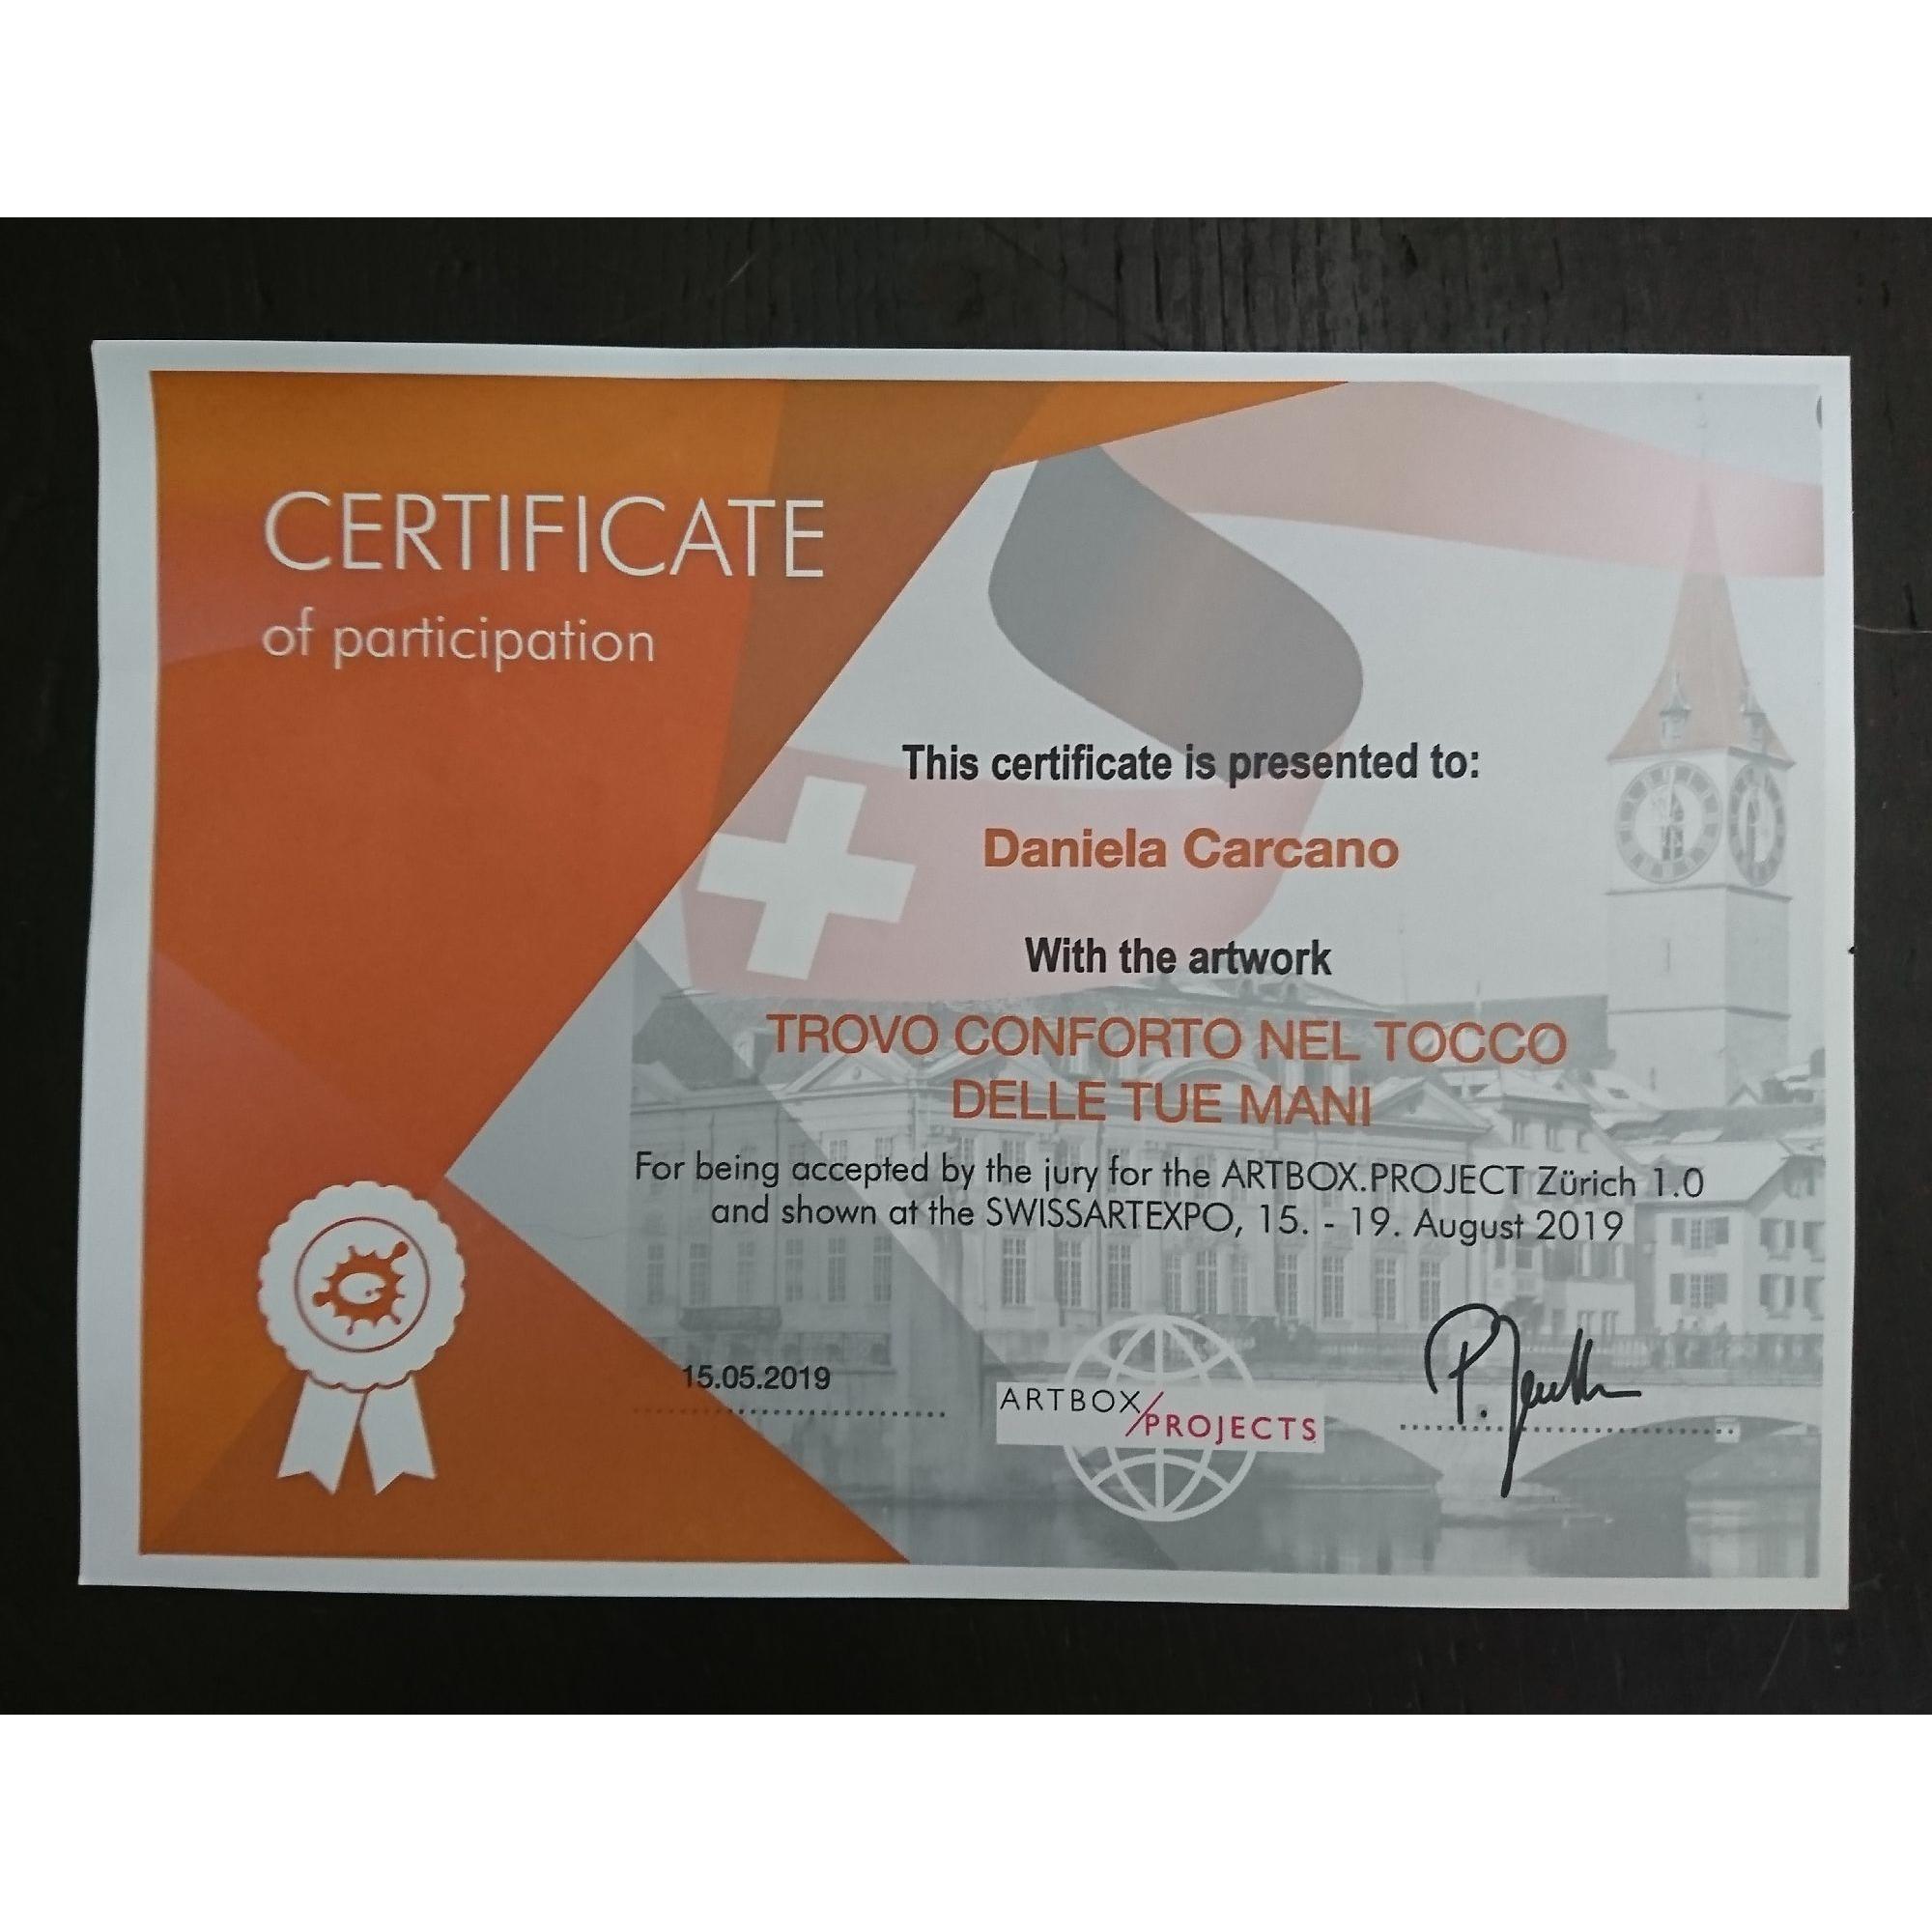 CERTIFICATE
of participation
This certificate is presented to:
Daniela Carcano
With the artwork
TROVO CONFORTO NEL TOCCO
DELLE TUE MANI
For being accepted by the jury for the ARTBOX.PROJECT Zürich 1.0
and shown at the SWISSARTEXPO, 15. - 19. August 2019
15.05.2019
ARTBOX/
PROJECTS